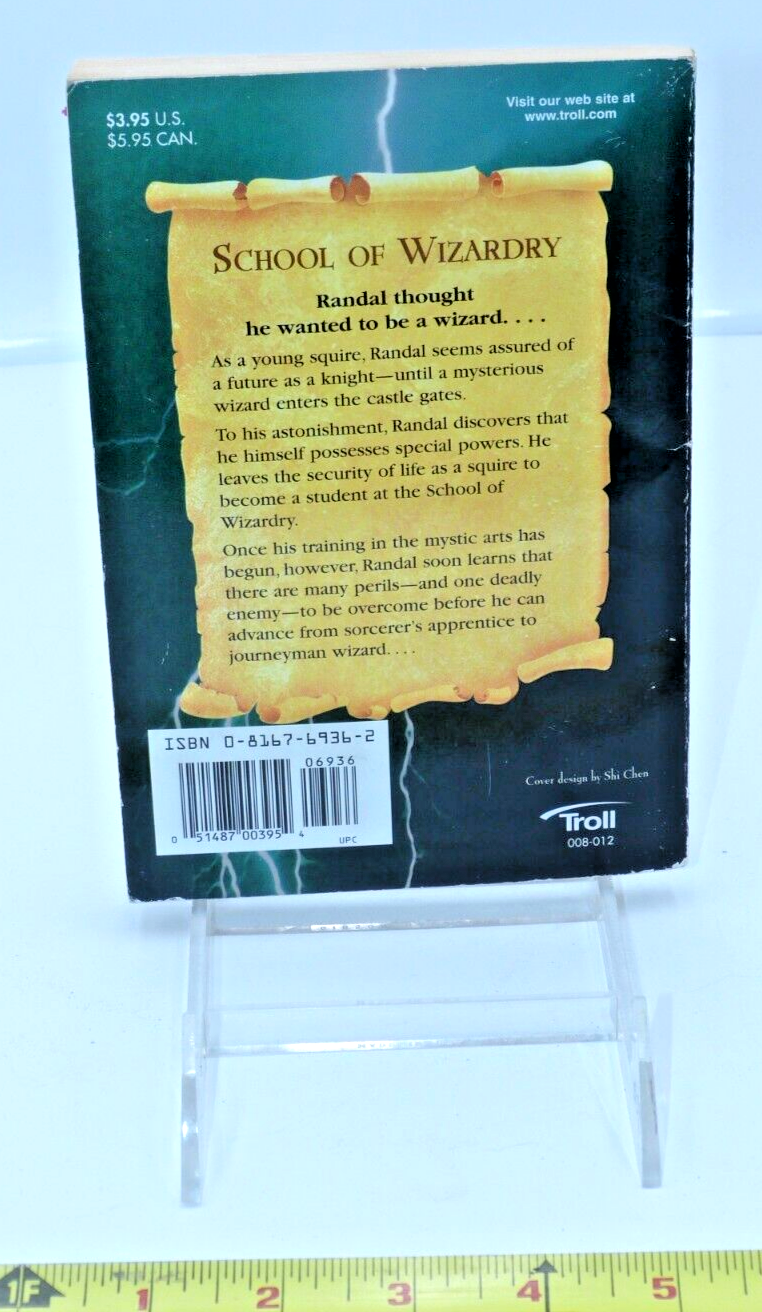 $3.95 U.S.
$5.95 CAN.
Visit our web site at
www.troll.com
SCHOOL OF WIZARDRY
Randal thought
he wanted to be a wizard. . . .
As a young squire, Randal seems assured of
a future as a knight—until a mysterious
wizard enters the castle gates.
To his astonishment, Randal discovers that
he himself possesses special powers. He
leaves the security of life as a squire to
become a student at the School of
Wizardry.
Once his training in the mystic arts has
begun, however, Randal soon learns that
there are many perils—and one deadly
enemy—to be overcome before he can
advance from sorcerer's apprentice to
journeyman wizard. . . .
ISBN 0-8167-6936-2
06936
0 51487 00395 4
UPC
Cover design by Shi Chen
Troll
008-012
1F 1 2 3 4 5